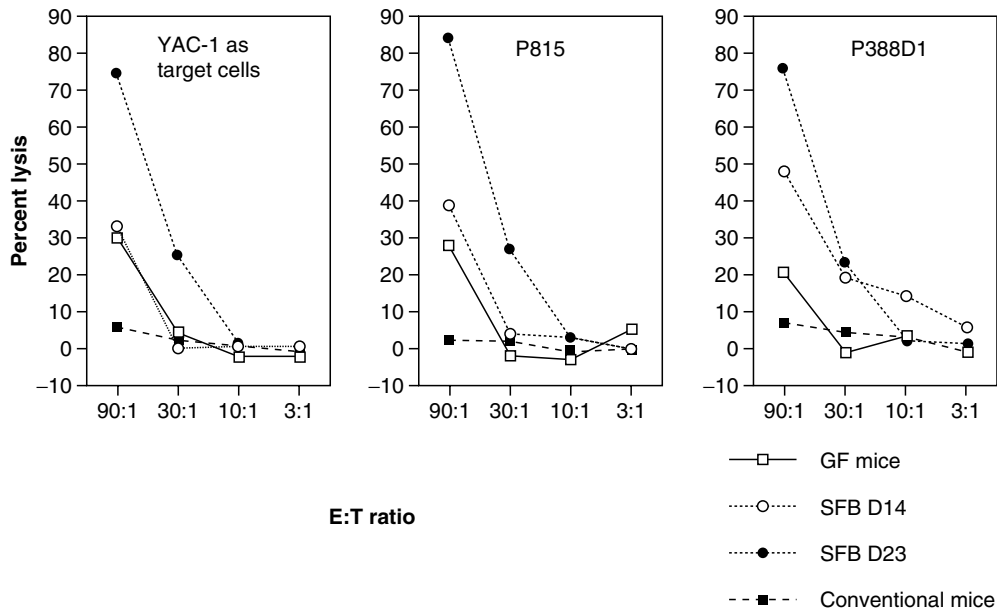 Percent lysis
90
80
70
60
50
40
30
20
10
0
–10
YAC-1 as
target cells
90:1 30:1 10:1 3:1
90
80
70
60
50
40
30
20
10
0
–10
P815
90:1 30:1 10:1 3:1
90
80
70
60
50
40
30
20
10
0
–10
P388D1
90:1 30:1 10:1 3:1
E:T ratio
GF mice
SFB D14
SFB D23
Conventional mice